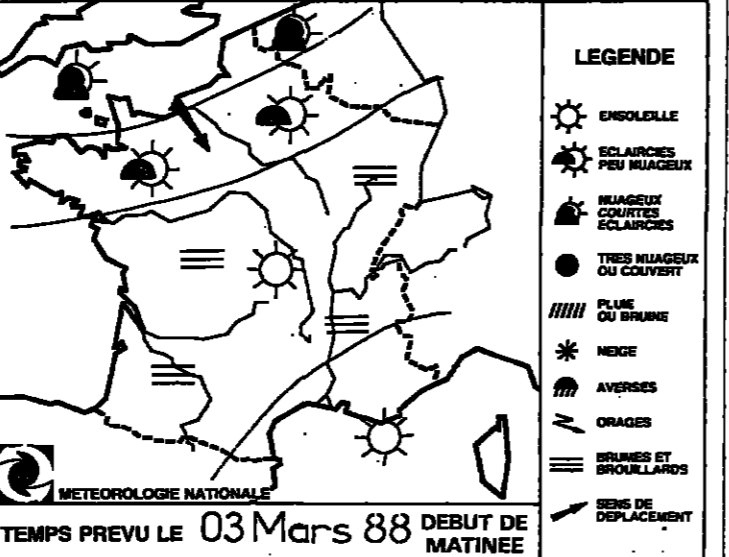 LEGENDE
ENSOLEILLE
ECLAIRCIES
PEU NUAGEUX
NUAGEUX
COURTES
ECLAIRCIES
TRES NUAGEUX
OU COUVERT
PLUIE
OU BRUINE
NEIGE
AVERSES
ORAGES
BRUMES ET
BROUILLARDS
SENS DE
DEPLACEMENT
METEOROLOGIE NATIONALE
TEMPS PREVU LE 03 Mars 88 DEBUT DE
MATINEE